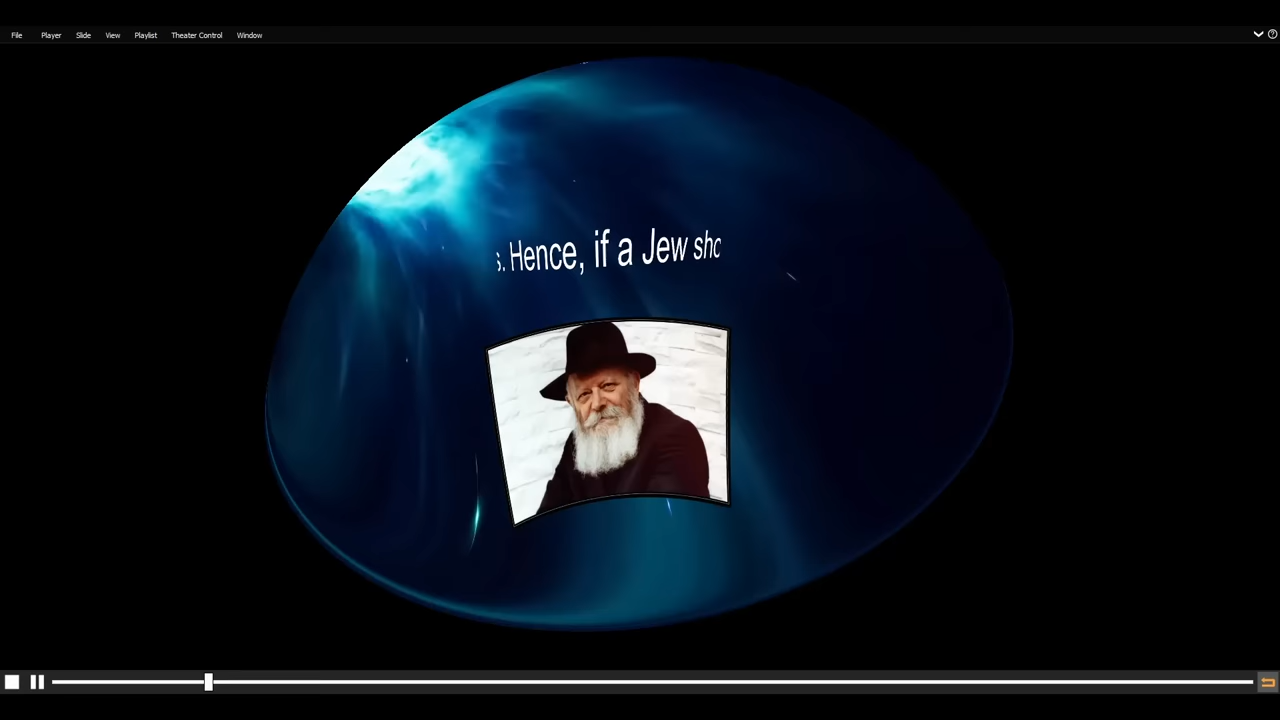 File Player Slide View Playlist Theater Control Window
. Hence, if a Jew